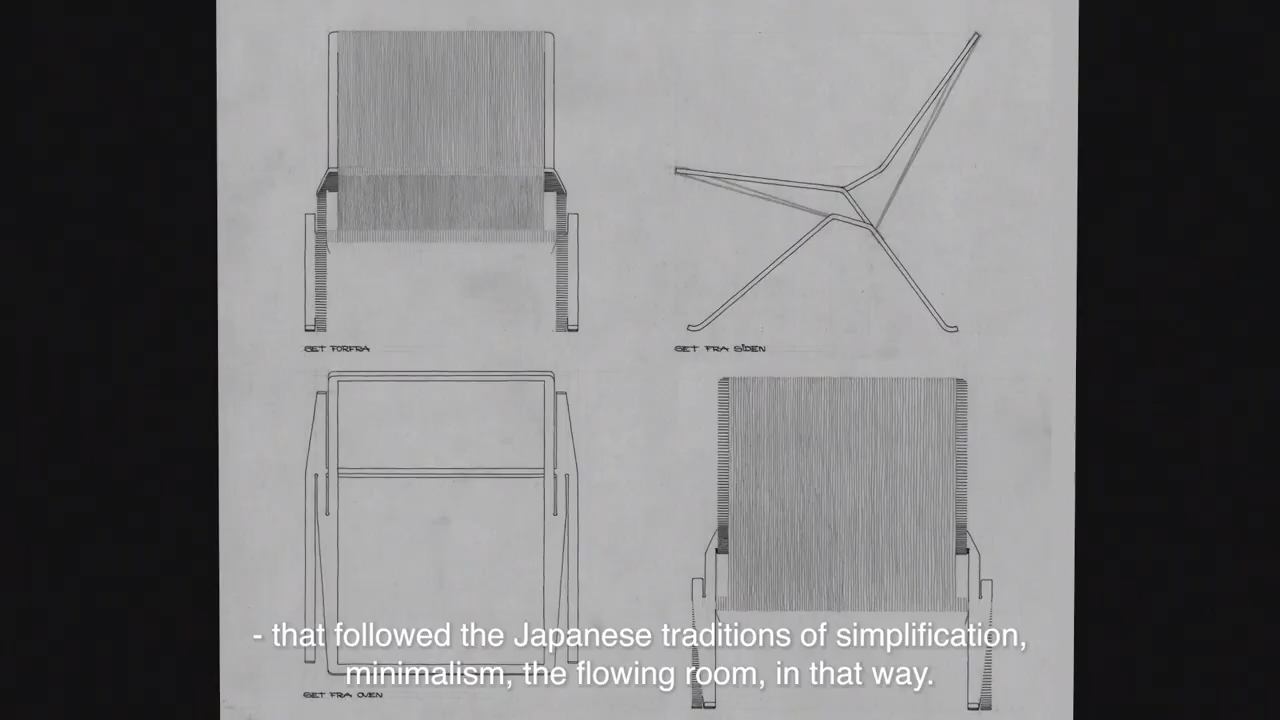 SET FORFRA
SET FRA SIDEN
SET FRA OVEN
- that followed the Japanese traditions of simplification,
minimalism, the flowing room, in that way.